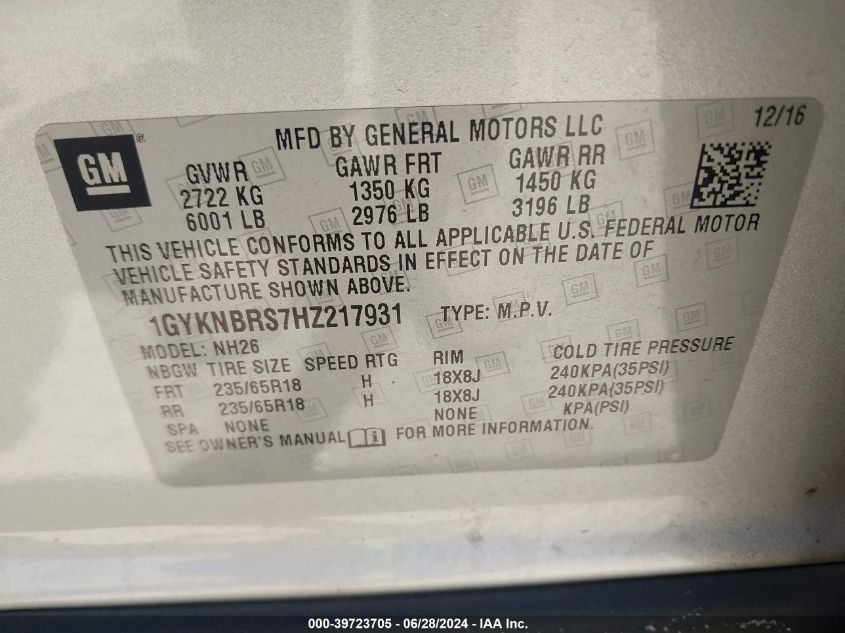 GM ®
MFD BY GENERAL MOTORS LLC
12/16
GVWR GAWR FRT GAWR RR
2722 KG 1350 KG 1450 KG
6001 LB 2976 LB 3196 LB
THIS VEHICLE CONFORMS TO ALL APPLICABLE U.S. FEDERAL MOTOR
VEHICLE SAFETY STANDARDS IN EFFECT ON THE DATE OF
MANUFACTURE SHOWN ABOVE.
1GYKNBRS7HZ217931 TYPE: M.P.V.
MODEL: NH26
NBGW TIRE SIZE SPEED RTG RIM COLD TIRE PRESSURE
FRT 235/65R18 H 18X8J 240KPA(35PSI)
RR 235/65R18 H 18X8J 240KPA(35PSI)
SPA NONE NONE KPA(PSI)
SEE OWNER'S MANUAL FOR MORE INFORMATION.
000-39723705 - 06/28/2024 - IAA Inc.